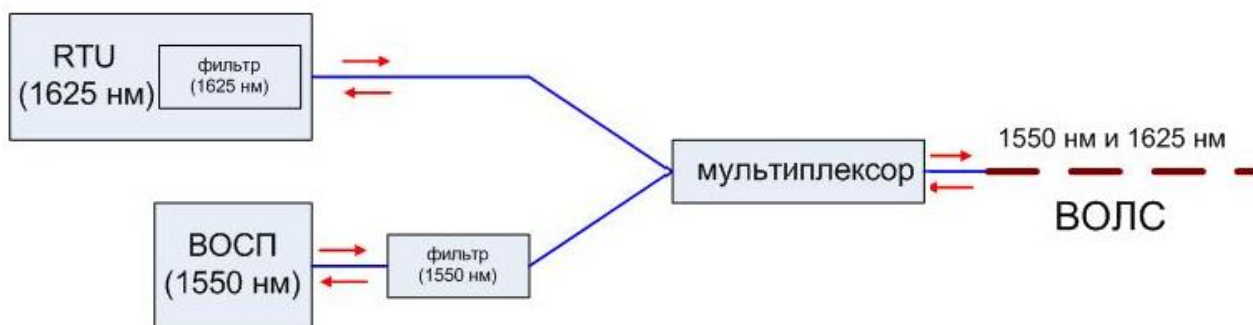 RTU
(1625 нм)
фильтр
(1625 нм)
1550 нм и 1625 нм
мультиплексор
ВОЛС
ВОСП
(1550 нм)
фильтр
(1550 нм)